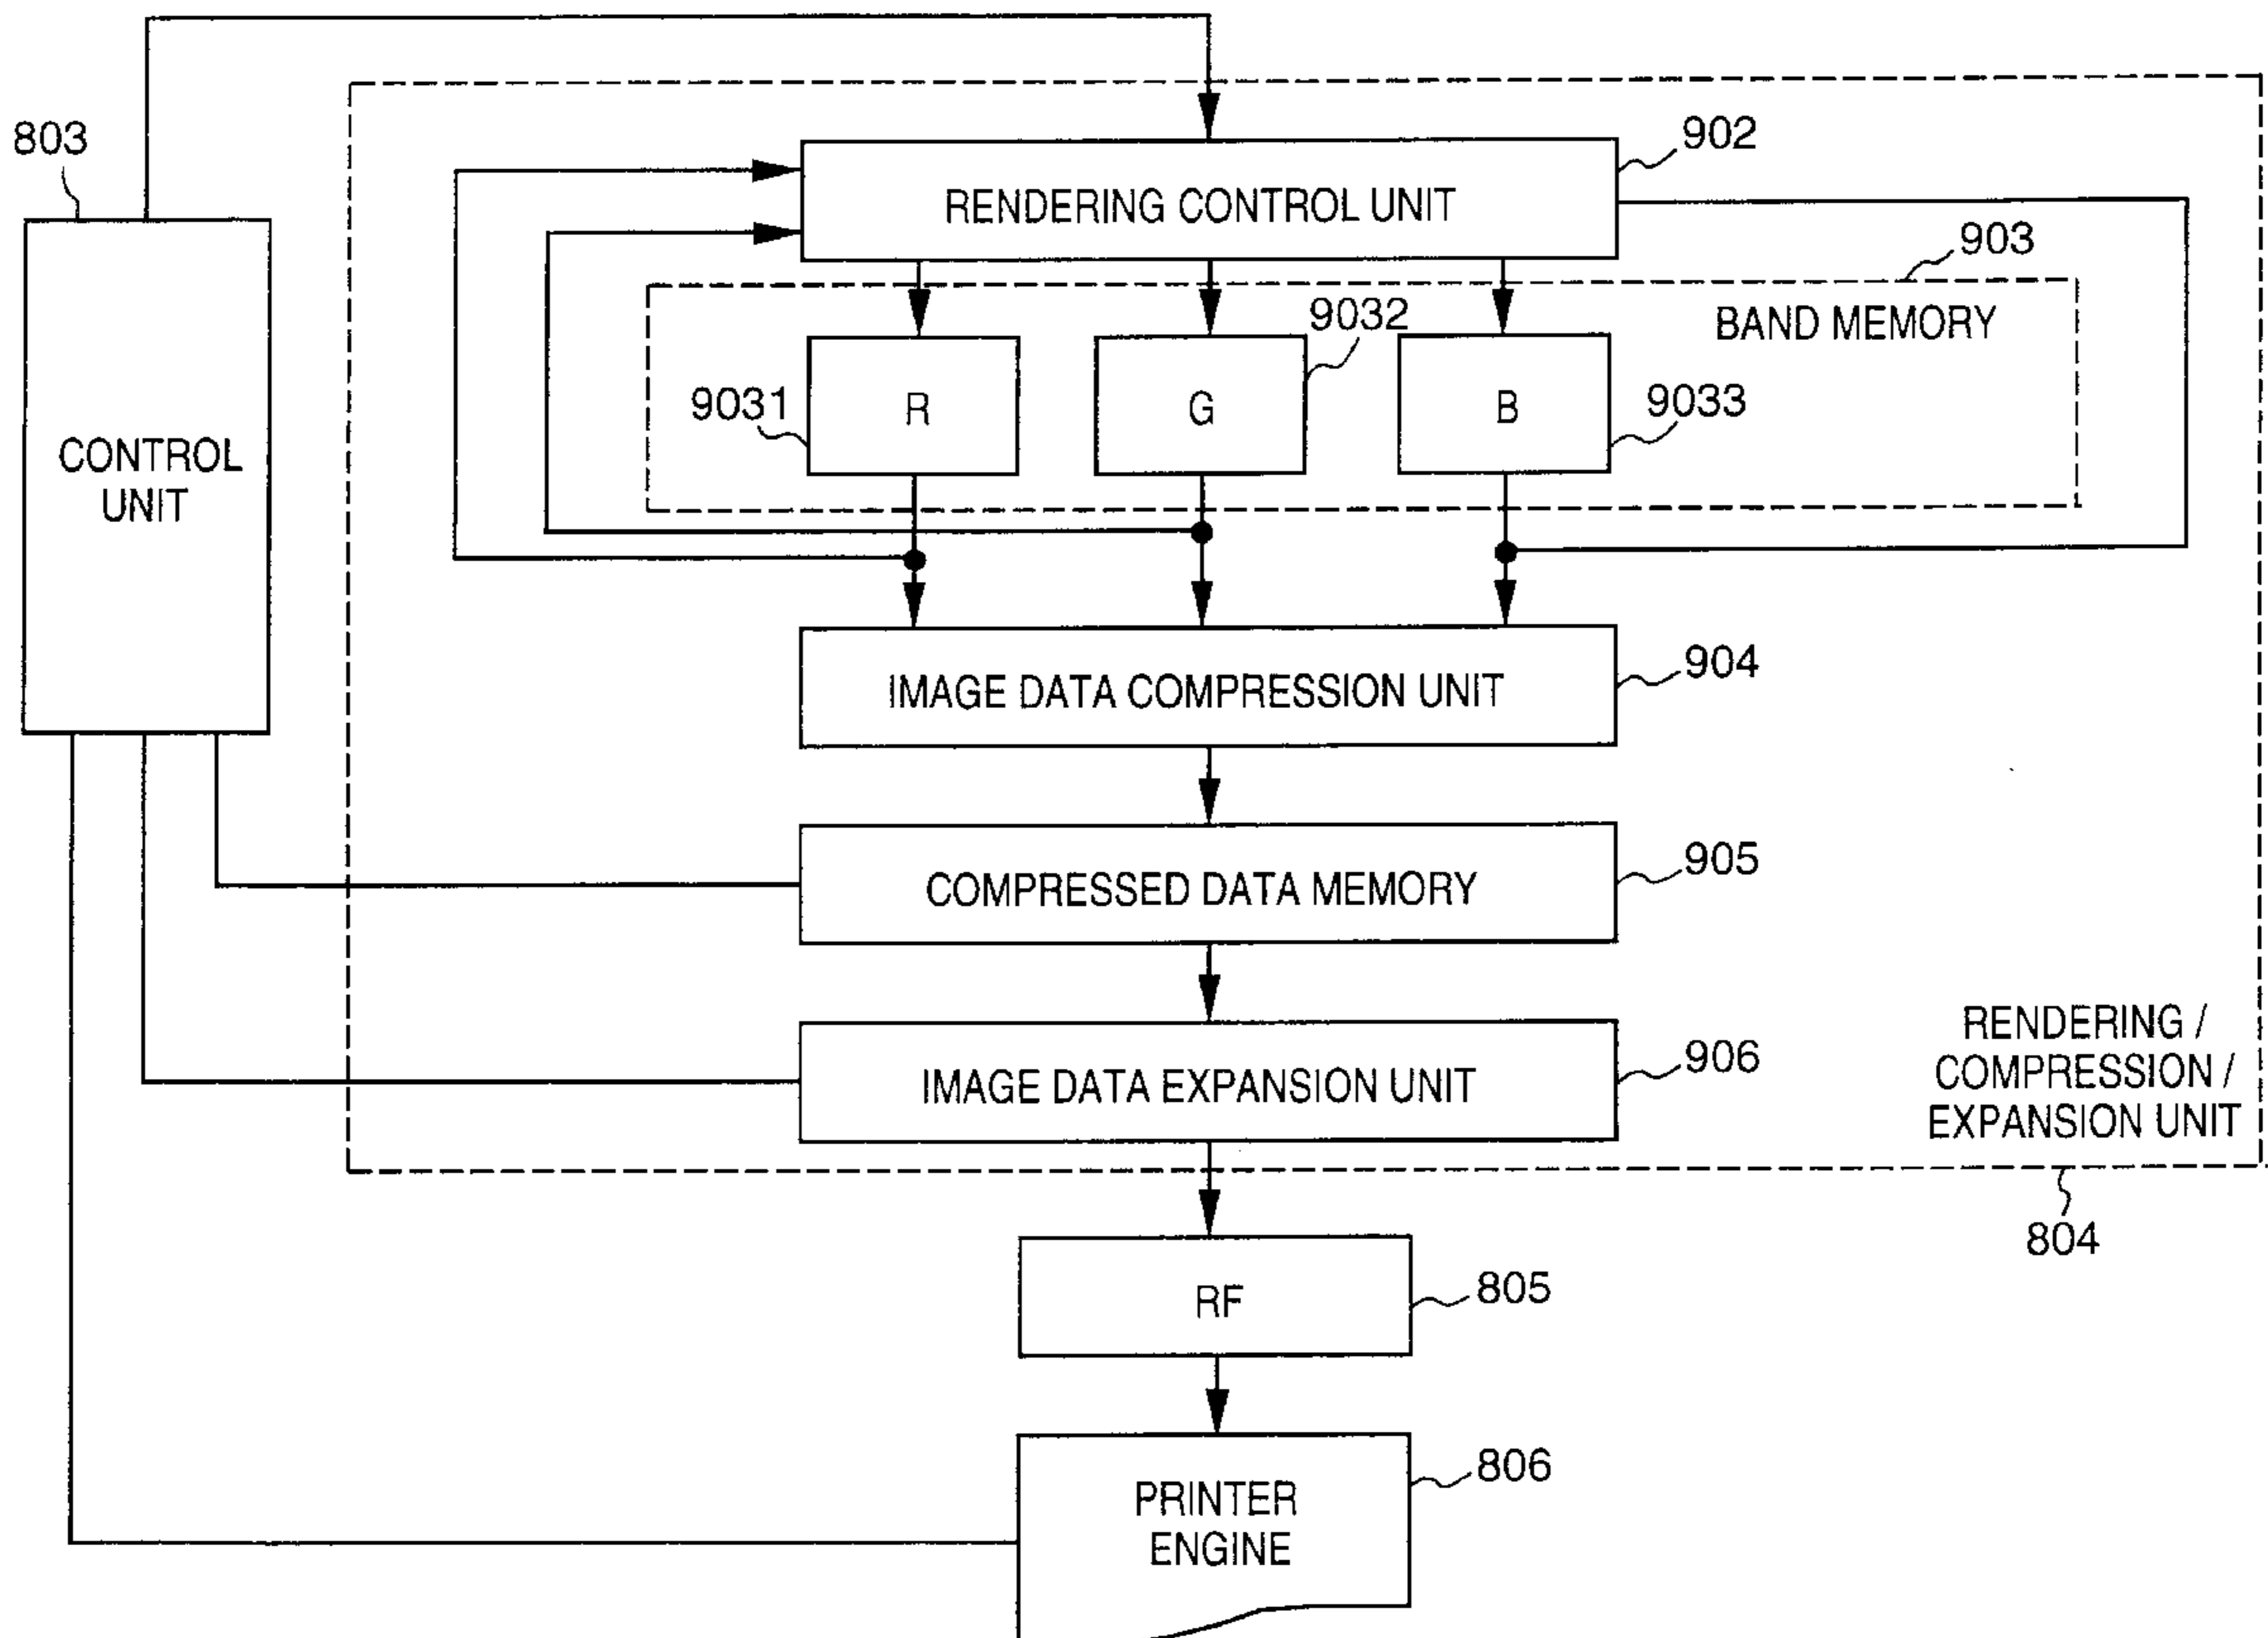 803
902
RENDERING CONTROL UNIT
903
9032
BAND MEMORY
9031
R
G
B
9033
CONTROL
UNIT
904
IMAGE DATA COMPRESSION UNIT
905
COMPRESSED DATA MEMORY
906
IMAGE DATA EXPANSION UNIT
RENDERING /
COMPRESSION /
EXPANSION UNIT
804
RF
805
806
PRINTER
ENGINE